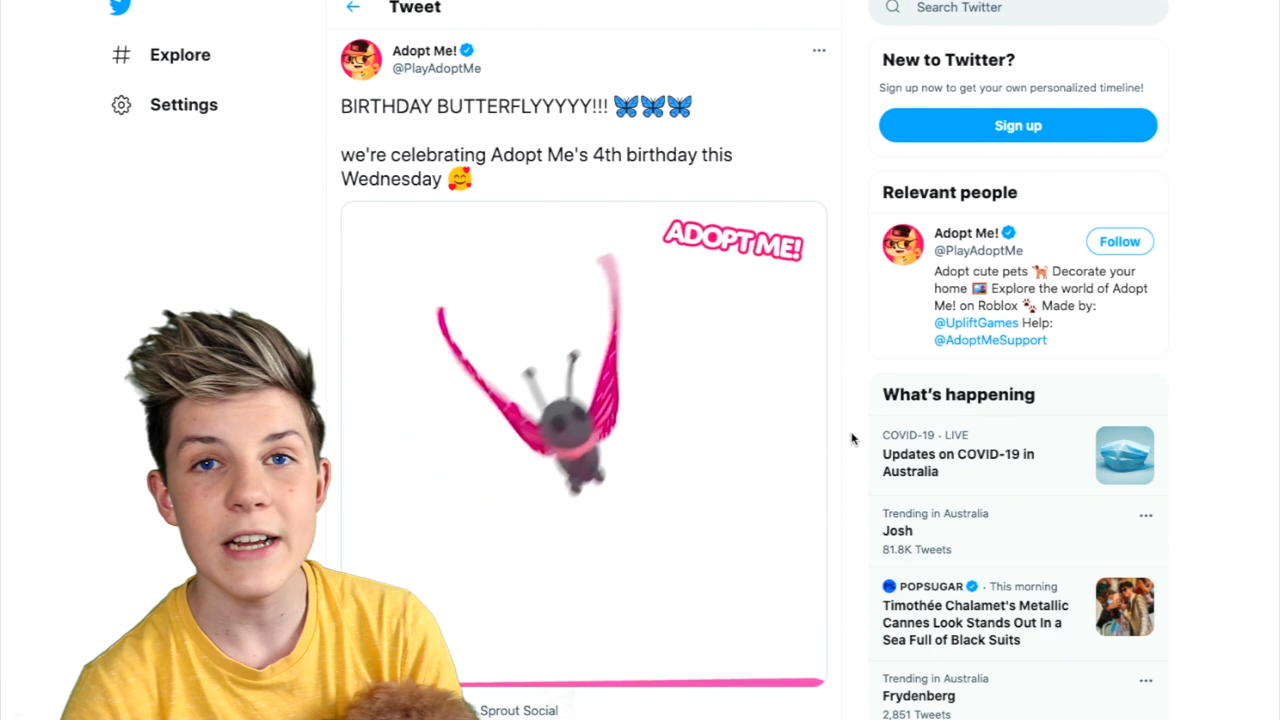 Explore
Settings
Tweet
Adopt Me!
@PlayAdoptMe
BIRTHDAY BUTTERFLYYYYY!!! 🦋🦋🦋
we're celebrating Adopt Me's 4th birthday this
Wednesday 🥰
ADOPT ME!
Sprout Social
Search Twitter
New to Twitter?
Sign up now to get your own personalized timeline!
Sign up
Relevant people
Adopt Me!
@PlayAdoptMe
Follow
Adopt cute pets 🐕 Decorate your
home 🖼️ Explore the world of Adopt
Me! on Roblox 🐾 Made by:
@UpliftGames Help:
@AdoptMeSupport
What's happening
COVID-19 · LIVE
Updates on COVID-19 in
Australia
Trending in Australia
Josh
81.8K Tweets
POPSUGAR · This morning
Timothée Chalamet's Metallic
Cannes Look Stands Out In a
Sea Full of Black Suits
Trending in Australia
Frydenberg
2,851 Tweets